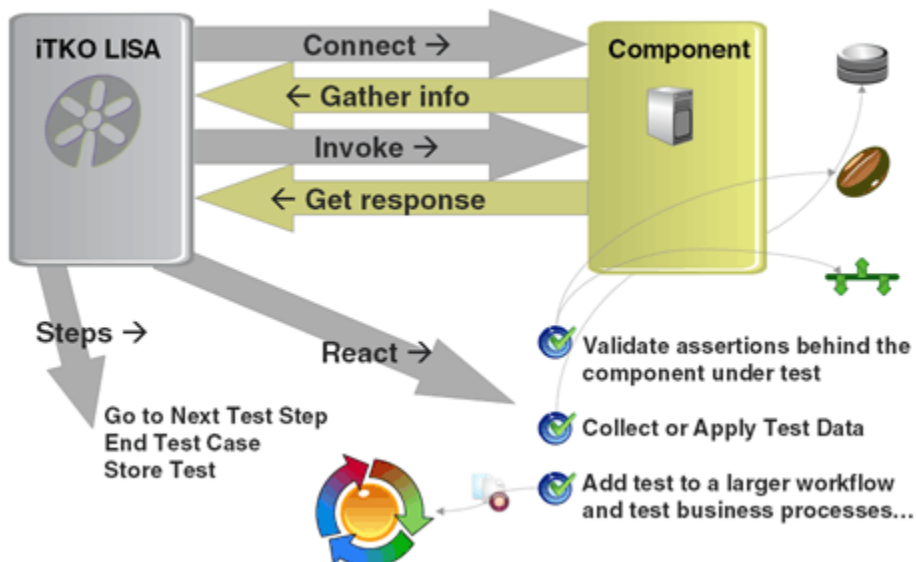 iTKO LISA
Connect →
Component
← Gather info
Invoke →
← Get response
Steps →
React →
Go to Next Test Step
End Test Case
Store Test
Validate assertions behind the
component under test
Collect or Apply Test Data
Add test to a larger workflow
and test business processes...